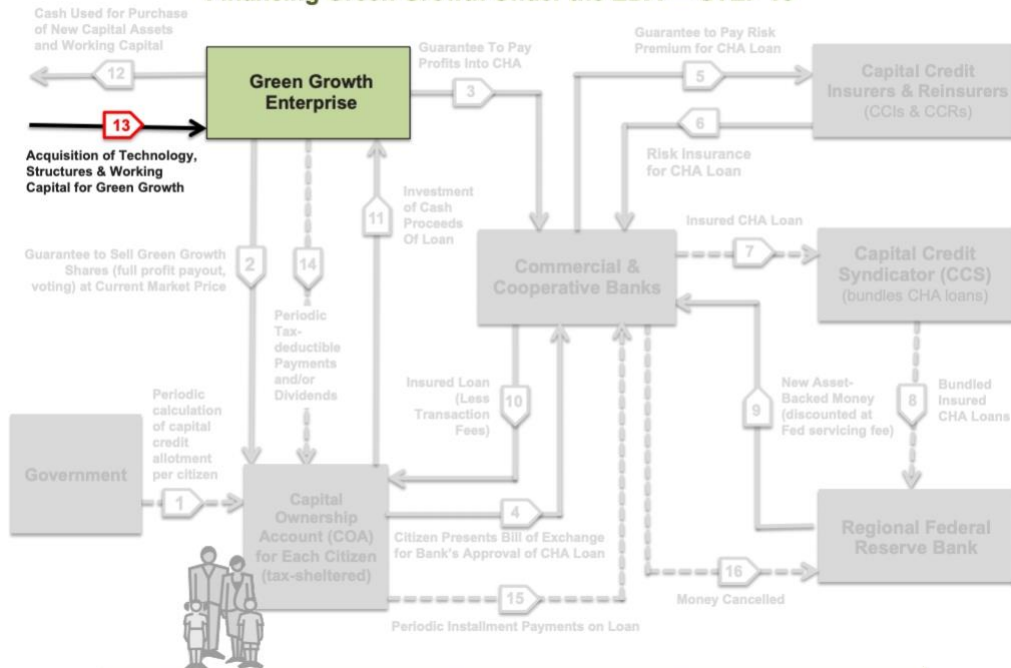 Cash Used for Purchase
of New Capital Assets
and Working Capital
12
Green Growth
Enterprise
13
Acquisition of Technology,
Structures & Working
Capital for Green Growth
Guarantee To Pay
Profits Into CHA
3
Guarantee to Pay Risk
Premium for CHA Loan
5
6
Risk Insurance
for CHA Loan
Capital Credit
Insurers & Reinsurers
(CCIs & CCRs)
Guarantee to Sell Green Growth
Shares (full profit payout,
voting) at Current Market Price
2
14
Periodic
Tax-
deductible
Payments
and/or
Dividends
11
Investment
of Cash
Proceeds
Of Loan
Commercial &
Cooperative Banks
Insured CHA Loan
7
Capital Credit
Syndicator (CCS)
(bundles CHA loans)
Insured Loan
(Less
Transaction
Fees)
10
9
New Asset-
Backed Money
(discounted at
Fed servicing fee)
8
Bundled
Insured
CHA Loans
Government
Periodic
calculation
of capital
credit
allotment
per citizen
1
Capital
Ownership
Account (COA)
for Each Citizen
(tax-sheltered)
4
Citizen Presents Bill of Exchange
for Bank's Approval of CHA Loan
15
Periodic Installment Payments on Loan
16
Money Cancelled
Regional Federal
Reserve Bank